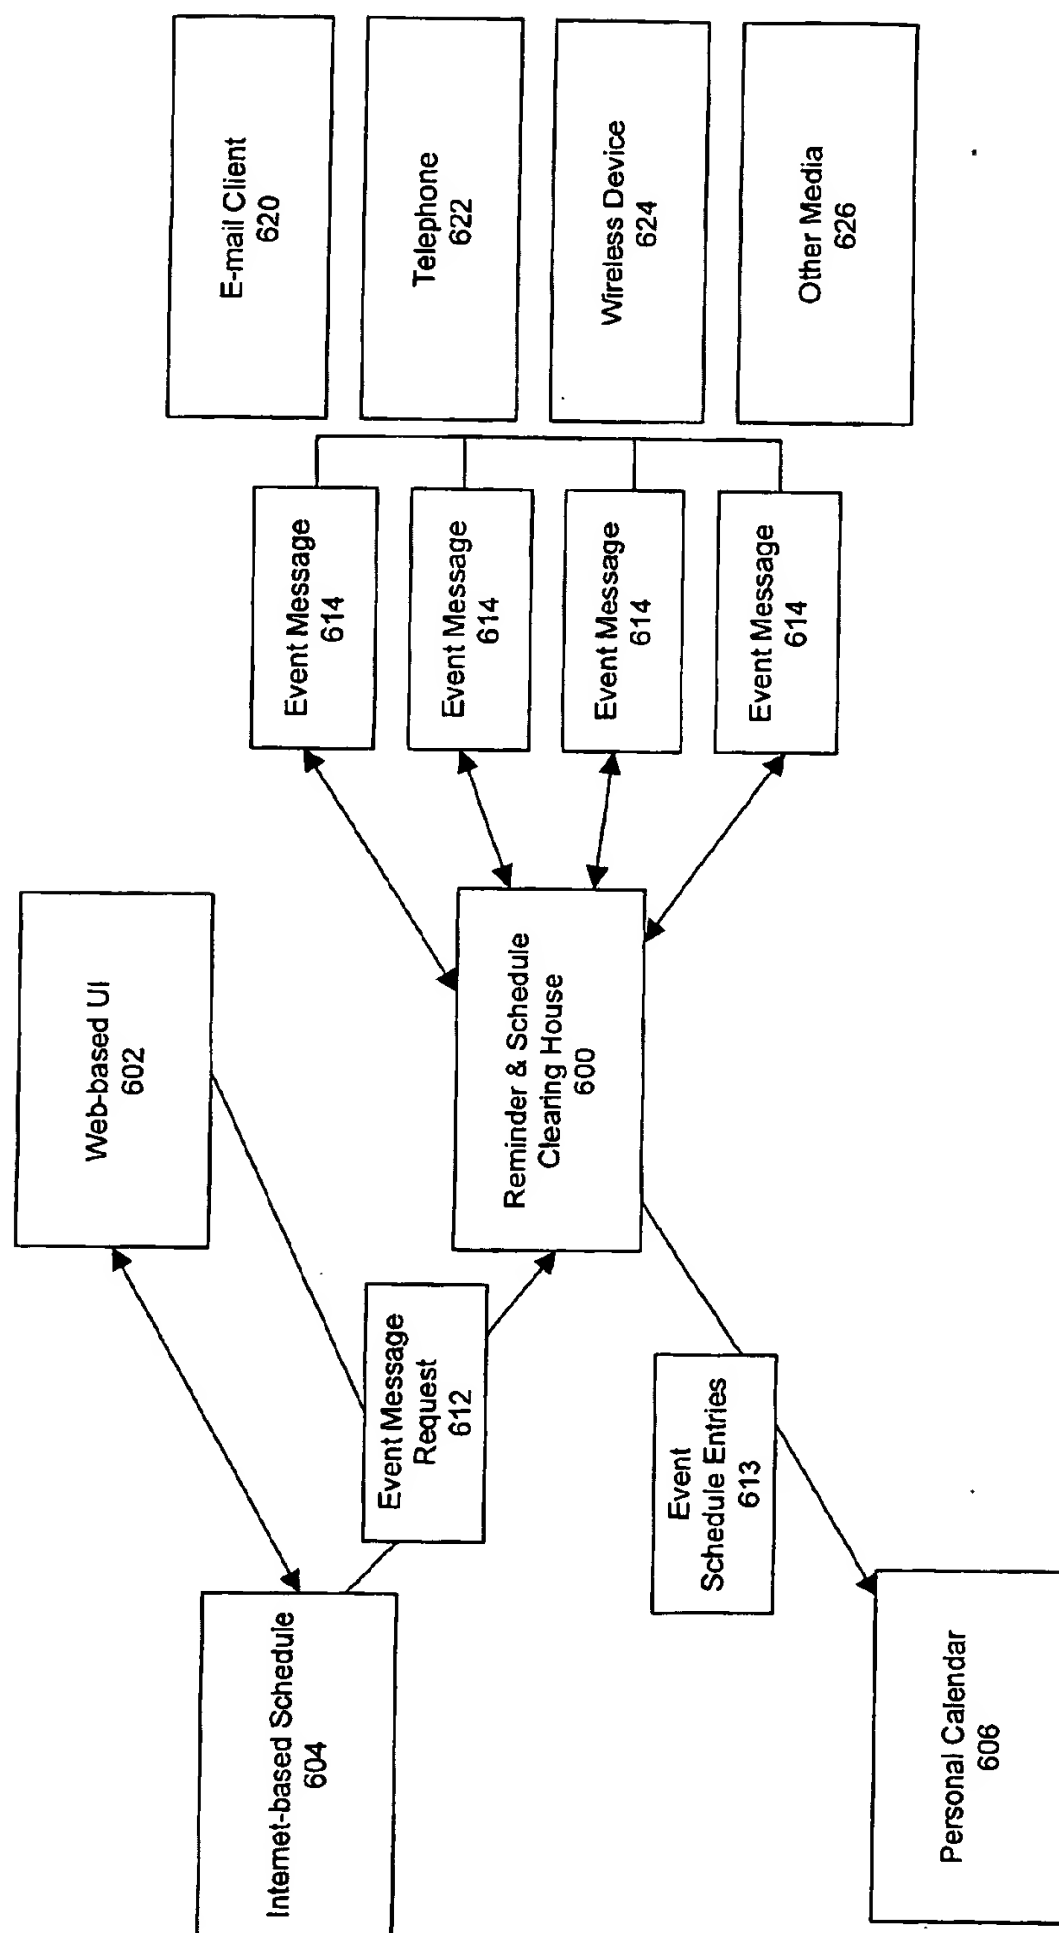 Web-based UI
602
Internet-based Schedule
604
Event Message
Request
612
Reminder & Schedule
Clearing House
600
Event
Schedule Entries
613
Personal Calendar
606
Event Message
614
Event Message
614
Event Message
614
Event Message
614
E-mail Client
620
Telephone
622
Wireless Device
624
Other Media
626